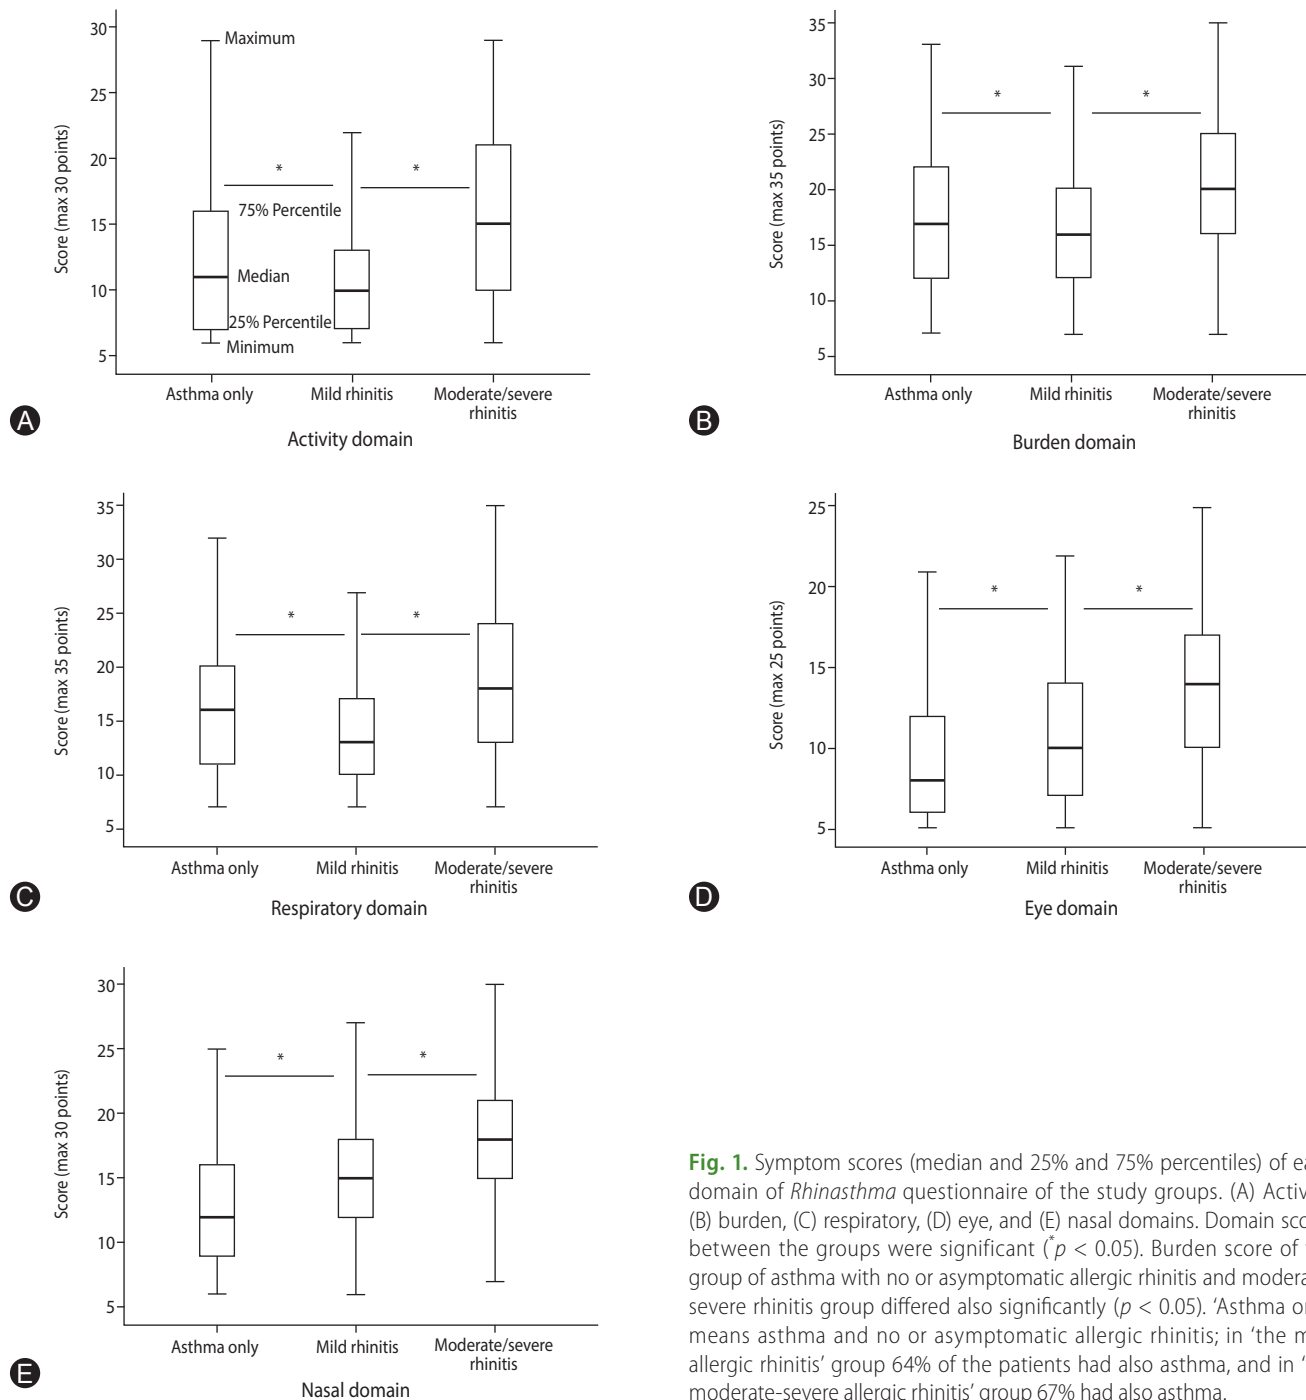 30
25
20
15
10
5
Score (max 30 points)
Maximum
*
*
75% Percentile
Median
25% Percentile
Minimum
Asthma only
Mild rhinitis
Moderate/severe
rhinitis
A
Activity domain
35
30
25
20
15
10
5
Score (max 35 points)
*
*
Asthma only
Mild rhinitis
Moderate/severe
rhinitis
B
Burden domain
35
30
25
20
15
10
5
Score (max 35 points)
*
*
Asthma only
Mild rhinitis
Moderate/severe
rhinitis
C
Respiratory domain
25
20
15
10
5
Score (max 25 points)
*
*
Asthma only
Mild rhinitis
Moderate/severe
rhinitis
D
Eye domain
30
25
20
15
10
5
Score (max 30 points)
*
*
Asthma only
Mild rhinitis
Moderate/severe
rhinitis
E
Nasal domain
Fig. 1. Symptom scores (median and 25% and 75% percentiles) of
domain of Rhinasthma questionnaire of the study groups. (A)
(B) burden, (C) respiratory, (D) eye, and (E) nasal domains. Domain
between the groups were significant (*p < 0.05). Burden score of
group of asthma with no or asymptomatic allergic rhinitis and
severe rhinitis group differed also significantly (p < 0.05). 'Asthma
means asthma and no or asymptomatic allergic rhinitis; in 'the
allergic rhinitis' group 64% of the patients had also asthma, and in
moderate-severe allergic rhinitis' group 67% had also asthma.